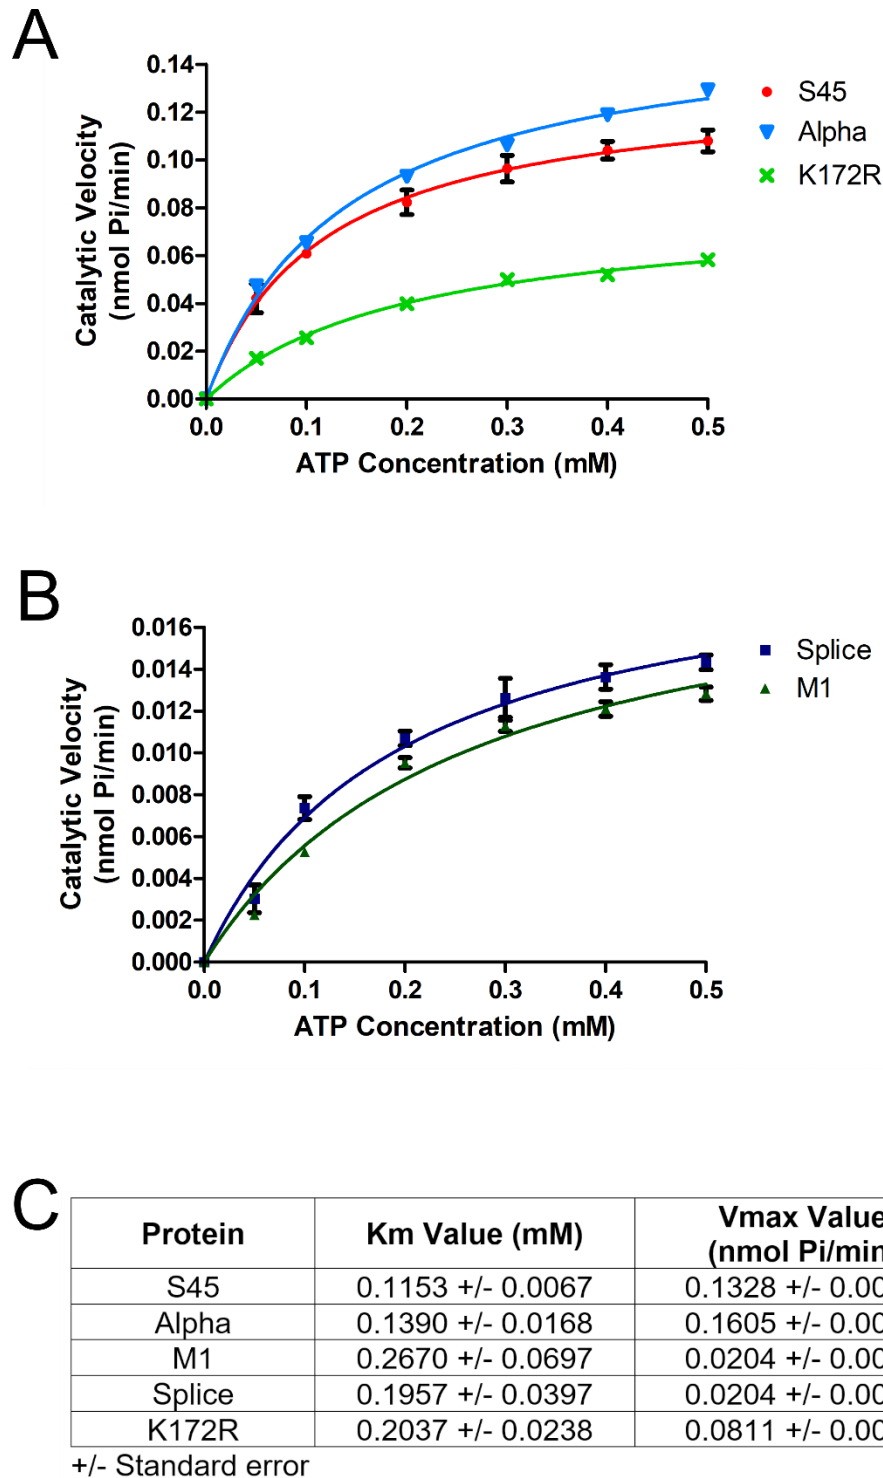 A
0.14
0.12
0.10
0.08
0.06
0.04
0.02
0.00
Catalytic Velocity
(nmol Pi/min)
0.0 0.1 0.2 0.3 0.4 0.5
ATP Concentration (mM)
S45
Alpha
K172R
B
0.016
0.014
0.012
0.010
0.008
0.006
0.004
0.002
0.000
Catalytic Velocity
(nmol Pi/min)
0.0 0.1 0.2 0.3 0.4 0.5
ATP Concentration (mM)
Splice
M1
C
Protein Km Value (mM) Vmax Value
(nmol Pi/min
S45 0.1153 +/- 0.0067 0.1328 +/- 0.00
Alpha 0.1390 +/- 0.0168 0.1605 +/- 0.00
M1 0.2670 +/- 0.0697 0.0204 +/- 0.00
Splice 0.1957 +/- 0.0397 0.0204 +/- 0.00
K172R 0.2037 +/- 0.0238 0.0811 +/- 0.00
+/- Standard error